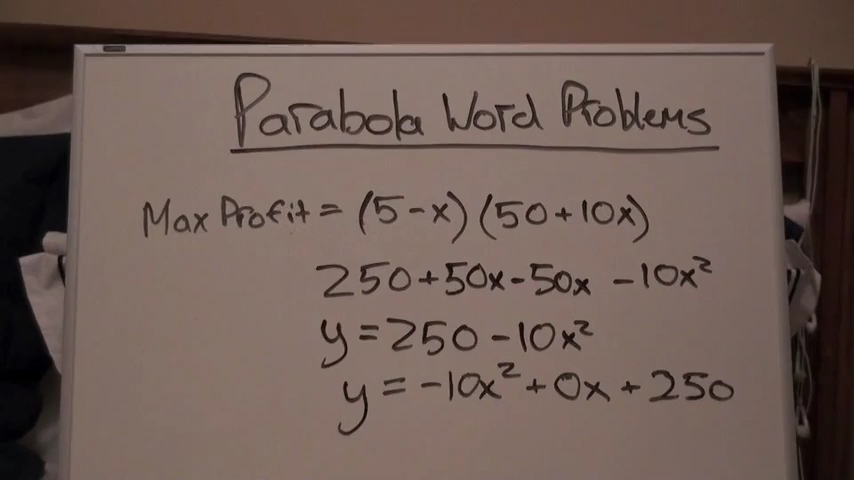 Parabola Word Problems
Max Profit = (5-x)(50+10x)
250+50x-50x -10x²
y=250-10x²
y=-10x²+0x+250